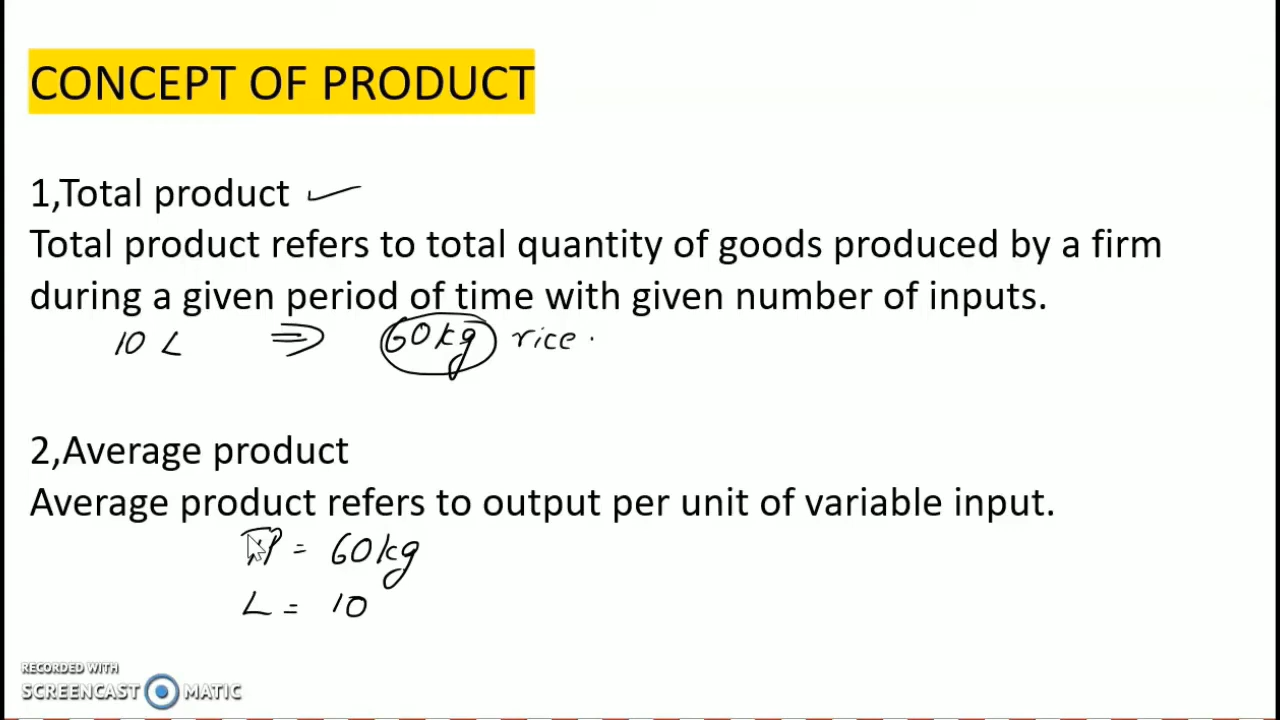 CONCEPT OF PRODUCT
1,Total product
Total product refers to total quantity of goods produced by a firm
during a given period of time with given number of inputs.
10 L ⇒ 60kg rice.
2,Average product
Average product refers to output per unit of variable input.
TP = 60kg
L = 10
RECORDED WITH
SCREENCAST MATIC